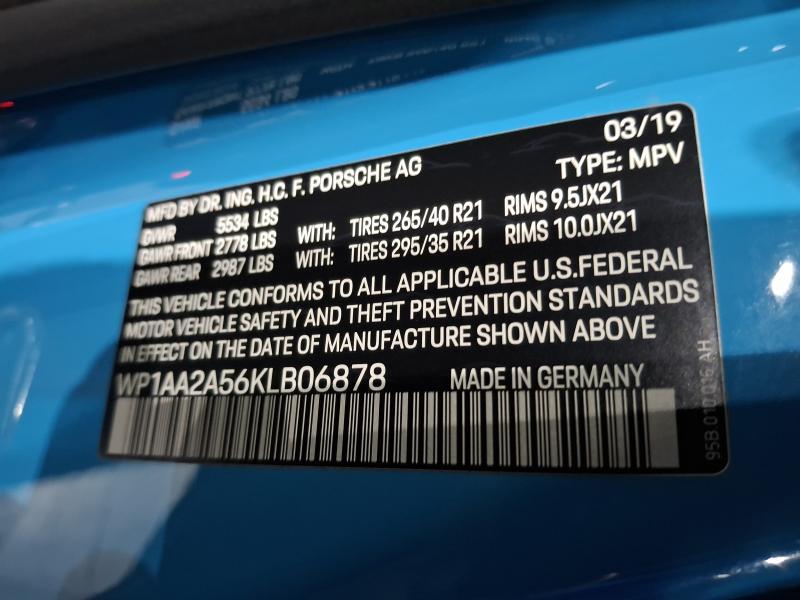 03/19
MFD BY DR. ING. H.C. F. PORSCHE AG
TYPE: MPV
GVWR 5534 LBS
GAWR FRONT 2778 LBS WITH: TIRES 265/40 R21 RIMS 9.5JX21
GAWR REAR 2987 LBS WITH: TIRES 295/35 R21 RIMS 10.0JX21
THIS VEHICLE CONFORMS TO ALL APPLICABLE U.S.FEDERAL
MOTOR VEHICLE SAFETY AND THEFT PREVENTION STANDARDS
IN EFFECT ON THE DATE OF MANUFACTURE SHOWN ABOVE
WP1AA2A56KLB06878 MADE IN GERMANY
95B 010 016 AH